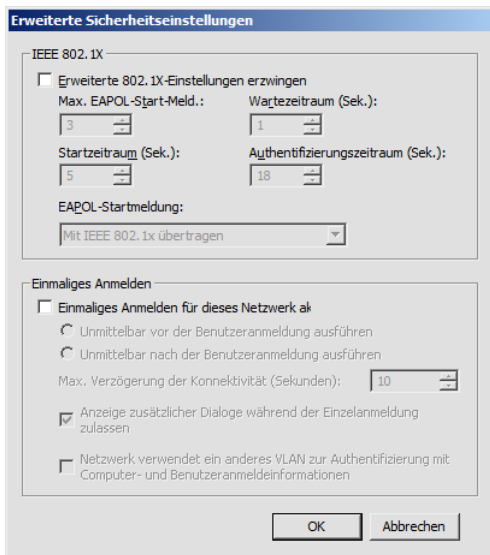 Erweiterte Sicherheitseinstellungen
IEEE 802.1X
Erweiterte 802.1X-Einstellungen erzwingen
Max. EAPOL-Start-Meld.: Wartezeitraum (Sek.):
3 1
Startzeitraum (Sek.): Authentifizierungszeitraum (Sek.):
5 18
EAPOL-Startmeldung:
Mit IEEE 802.1x übertragen
Einmaliges Anmelden
Einmaliges Anmelden für dieses Netzwerk ak
Unmittelbar vor der Benutzeranmeldung ausführen
Unmittelbar nach der Benutzeranmeldung ausführen
Max. Verzögerung der Konnektivität (Sekunden): 10
Anzeige zusätzlicher Dialoge während der Einzelanmeldung
zulassen
Netzwerk verwendet ein anderes VLAN zur Authentifizierung mit
Computer- und Benutzeranmeldeinformationen
OK Abbrechen